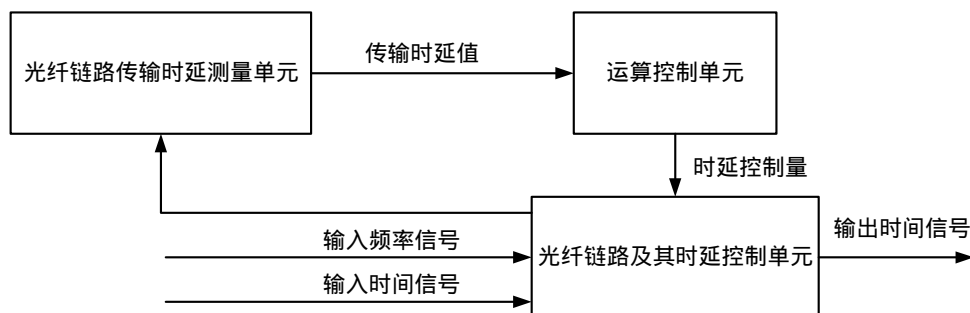 传输时延值
光纤链路传输时延测量单元
运算控制单元
时延控制量
输入频率信号
输出时间信号
光纤链路及其时延控制单元
输入时间信号